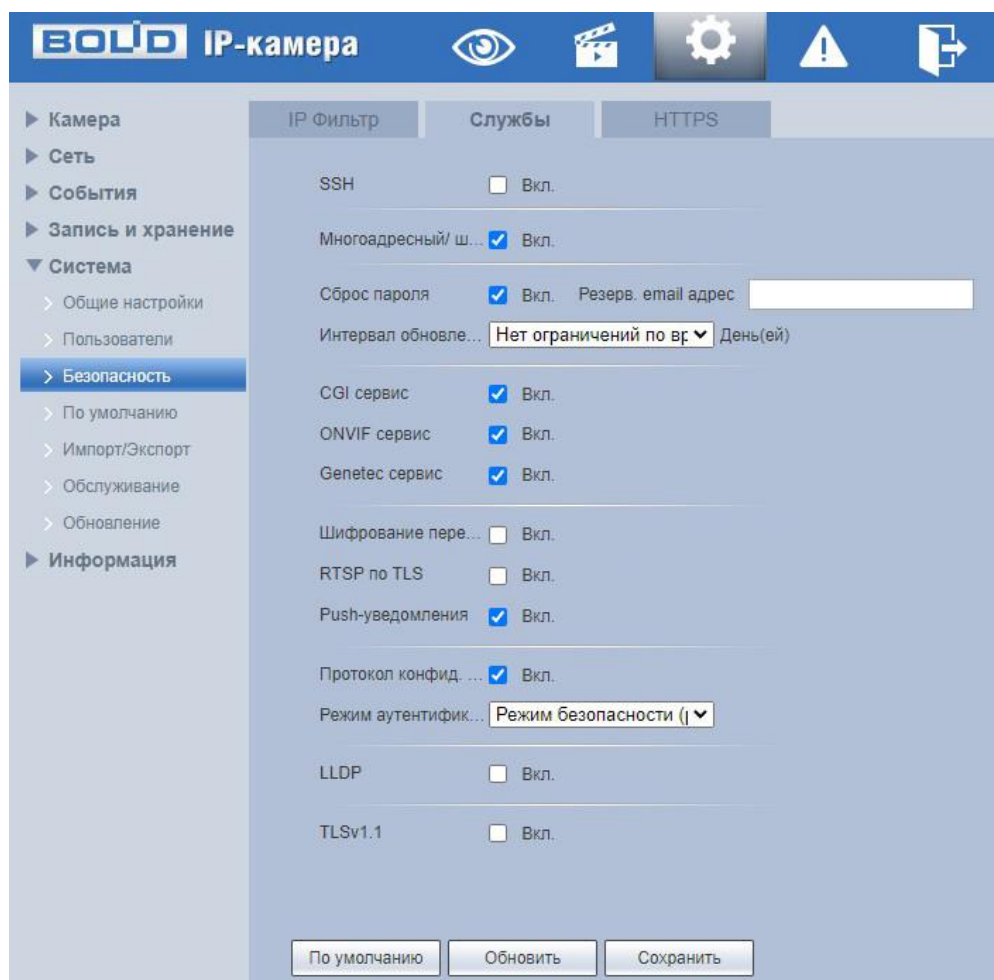 BOLID IP-камера
Камера
Сеть
События
Запись и хранение
Система
Общие настройки
Пользователи
Безопасность
По умолчанию
Импорт/Экспорт
Обслуживание
Обновление
Информация
IP Фильтр Службы HTTPS
SSH Вкл.
Многоадресный/ ш... Вкл.
Сброс пароля Вкл. Резерв. email адрес
Интервал обновле... Нет ограничений по вр День(ей)
CGI сервис Вкл.
ONVIF сервис Вкл.
Genetec сервис Вкл.
Шифрование пере... Вкл.
RTSP по TLS Вкл.
Push-уведомления Вкл.
Протокол конфид. ... Вкл.
Режим аутентифик... Режим безопасности (р
LLDP Вкл.
TLSv1.1 Вкл.
По умолчанию Обновить Сохранить